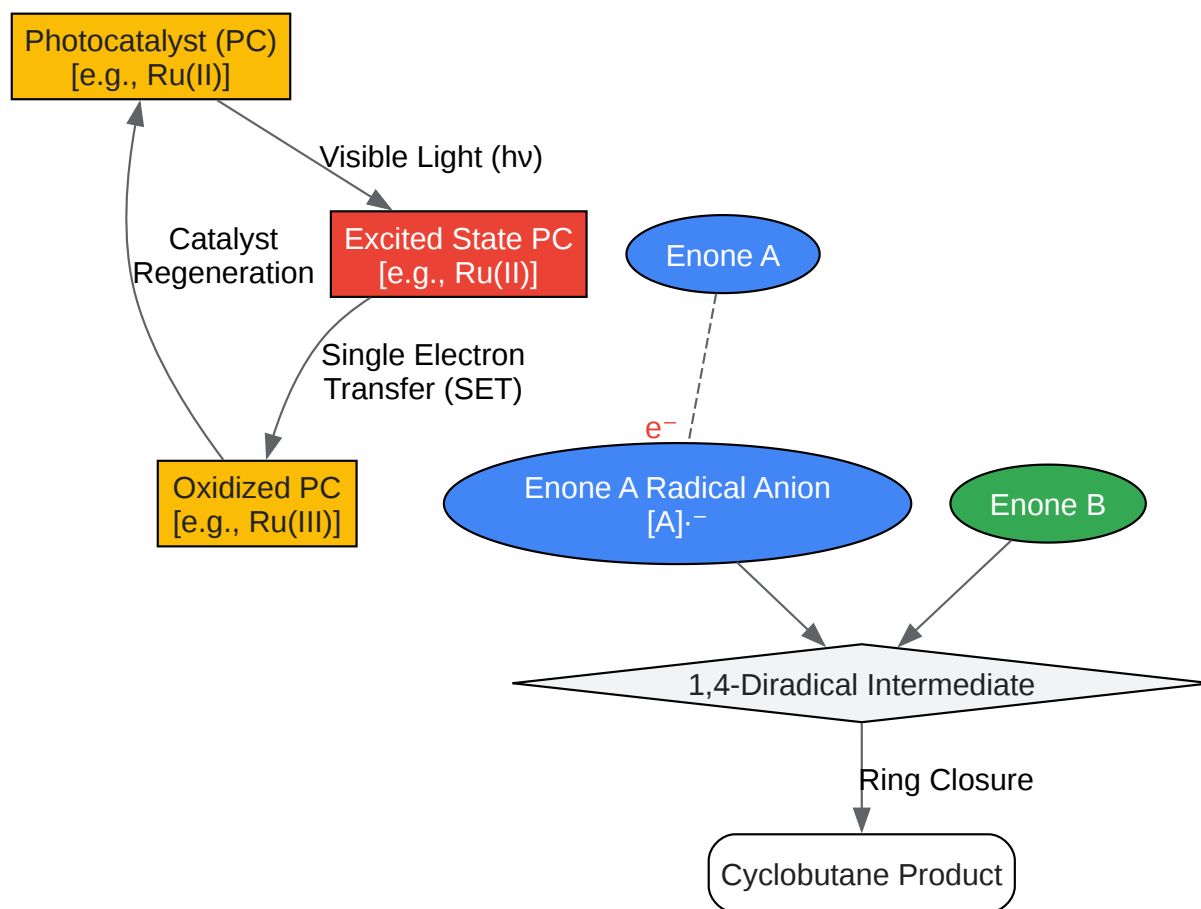 Photocatalyst (PC)
[e.g., Ru(II)]
Visible Light (hν)
Catalyst
Regeneration
Excited State PC
[e.g., Ru(II)]
Enone A
Single Electron
Transfer (SET)
e⁻
Oxidized PC
[e.g., Ru(III)]
Enone A Radical Anion
[A]·⁻
Enone B
1,4-Diradical Intermediate
Ring Closure
Cyclobutane Product